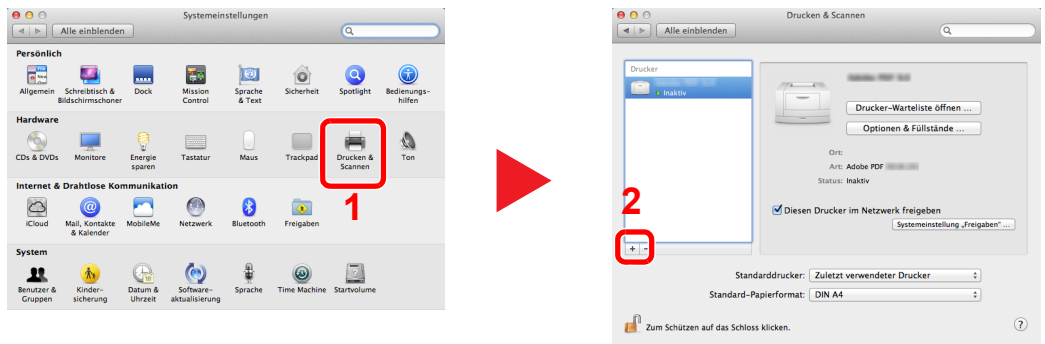 Systemeinstellungen
Alle einblenden
Persönlich
Allgemein
Schreibtisch &
Bildschirmschoner
Dock
Mission
Control
Sprache
& Text
Sicherheit
Spotlight
Bedienungs-
hilfen
Hardware
CDs & DVDs
Monitore
Energie
sparen
Tastatur
Maus
Trackpad
Drucken &
Scannen
Ton
1
Internet & Drahtlose Kommunikation
iCloud
Mail, Kontakte
& Kalender
MobileMe
Netzwerk
Bluetooth
Freigaben
System
Benutzer &
Gruppen
Kinder-
sicherung
Datum &
Uhrzeit
Software-
aktualisierung
Sprache
Time Machine
Startvolume
Drucken & Scannen
Alle einblenden
Drucker
Inaktiv
Drucker-Warteliste öffnen ...
Optionen & Füllstände ...
Ort:
Art: Adobe PDF
Status: Inaktiv
2
Diesen Drucker im Netzwerk freigeben
Systemeinstellung „Freigaben“ ...
+ −
Standarddrucker: Zuletzt verwendeter Drucker
Standard-Papierformat: DIN A4
Zum Schützen auf das Schloss klicken.
?